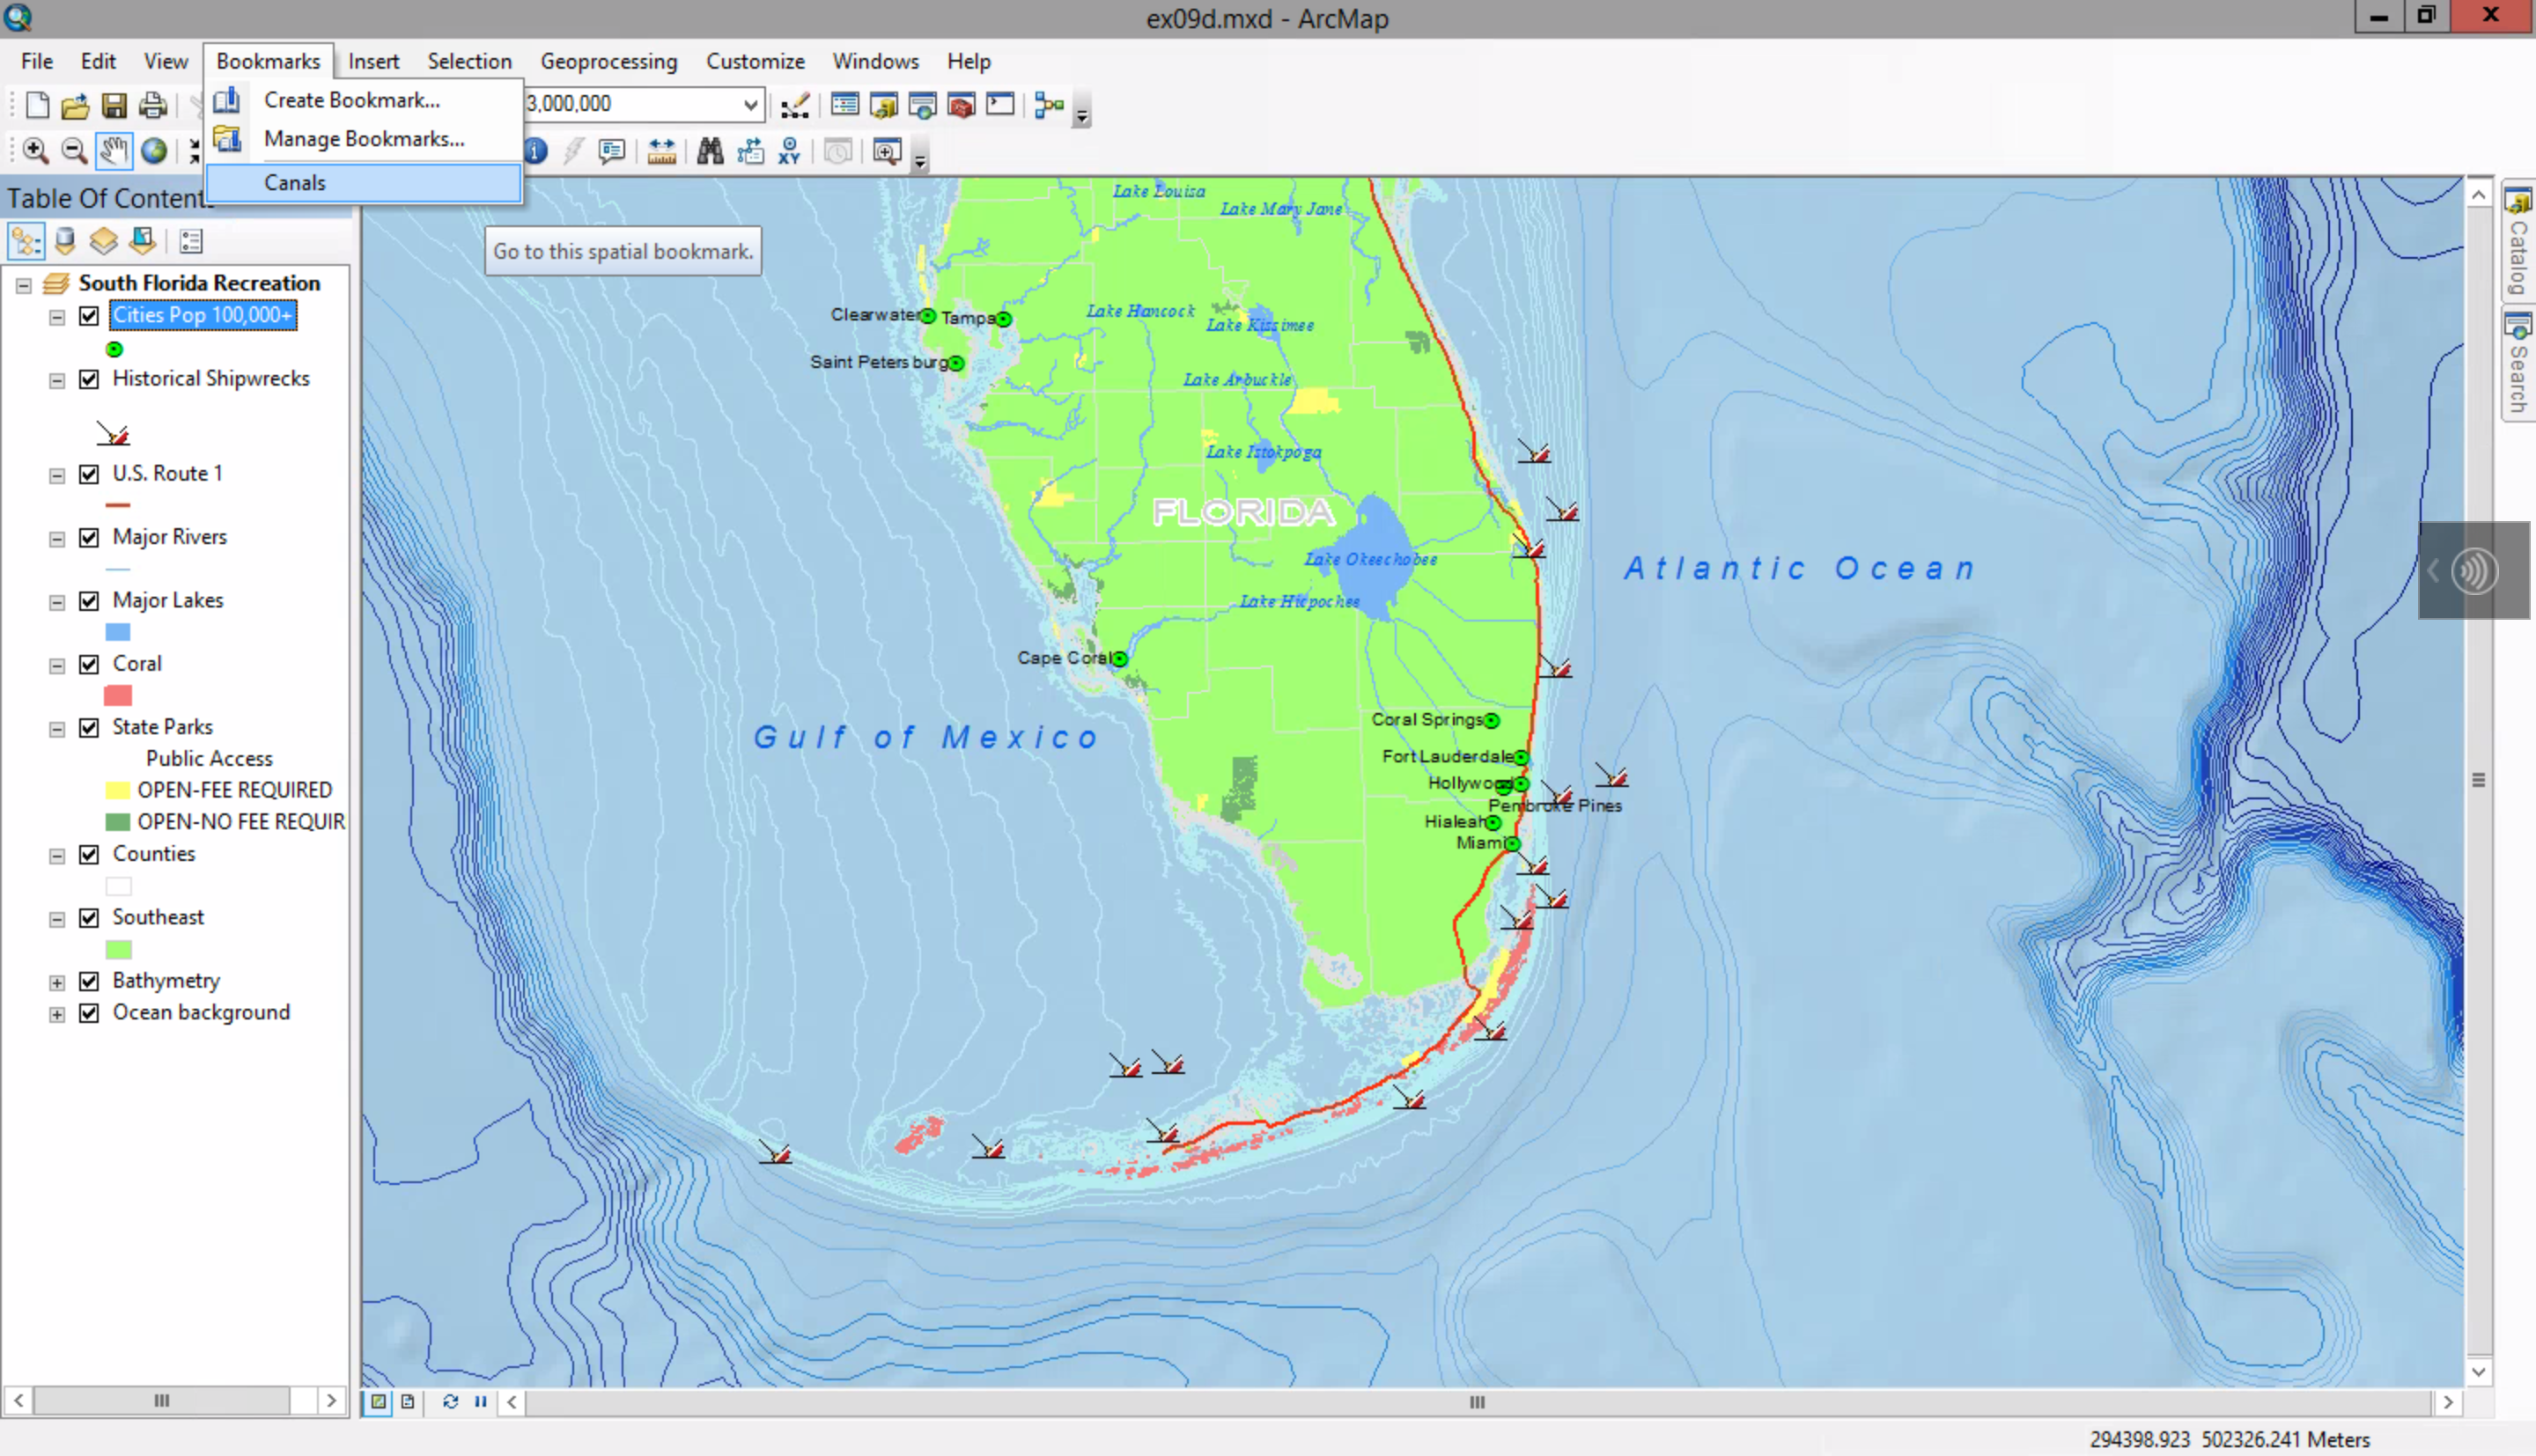 ex09d.mxd - ArcMap
File Edit View Bookmarks Insert Selection Geoprocessing Customize Windows Help
Create Bookmark...
3,000,000
Manage Bookmarks...
XY
Canals
Go to this spatial bookmark.
Table Of Content
South Florida Recreation
Cities Pop 100,000+
Historical Shipwrecks
U.S. Route 1
Major Rivers
Major Lakes
Coral
State Parks
Public Access
OPEN-FEE REQUIRED
OPEN-NO FEE REQUIR
Counties
Southeast
Bathymetry
Ocean background
Lake Louisa
Lake Mary Jane
Clearwater
Tampa
Lake Hancock
Lake Kissimee
Saint Petersburg
Lake Arbuckle
Lake Istokpoga
FLORIDA
Lake Okeechobee
Atlantic Ocean
Lake Hicpochee
Cape Coral
Coral Springs
Gulf of Mexico
Fort Lauderdale
Hollywood
Pembroke Pines
Hialeah
Miami
Catalog
Search
294398.923 502326.241 Meters